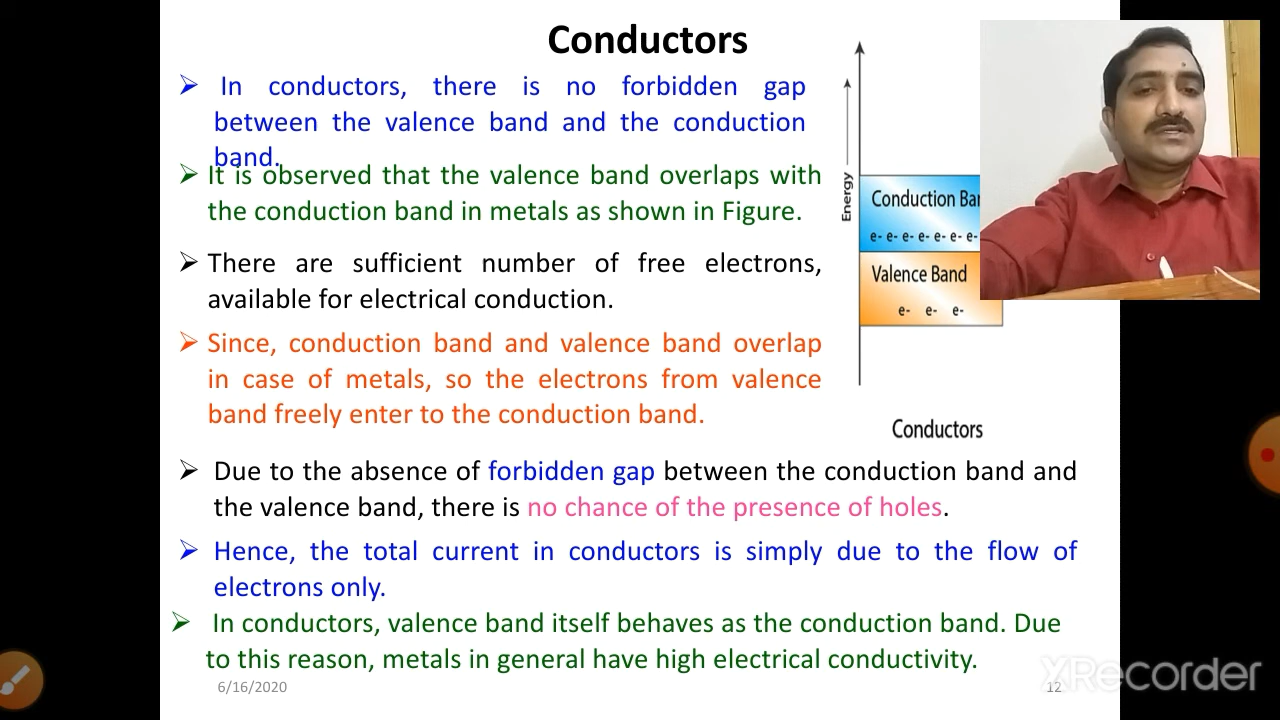 Conductors
➢ In conductors, there is no forbidden gap
between the valence band and the conduction
band.
➢ It is observed that the valence band overlaps with
the conduction band in metals as shown in Figure.
➢ There are sufficient number of free electrons,
available for electrical conduction.
➢ Since, conduction band and valence band overlap
in case of metals, so the electrons from valence
band freely enter to the conduction band.
Energy
Conduction Ban
e- e- e- e- e- e- e-
Valence Band
e- e- e-
Conductors
➢ Due to the absence of forbidden gap between the conduction band and
the valence band, there is no chance of the presence of holes.
➢ Hence, the total current in conductors is simply due to the flow of
electrons only.
➢ In conductors, valence band itself behaves as the conduction band. Due
to this reason, metals in general have high electrical conductivity.
6/16/2020
12
XRecorder